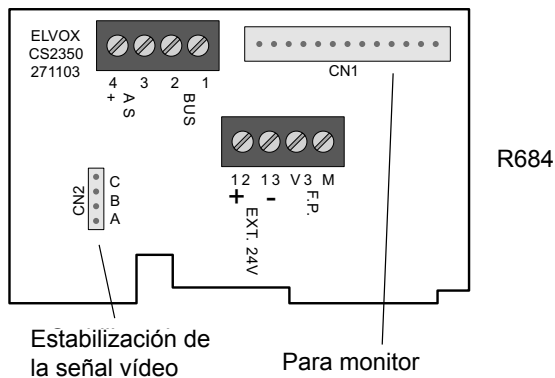 ELVOX
CS2350
271103
4 3 2 1
+ A S
BUS
CN1
12 13 V3 M
+ -
EXT. 24V
F.P.
CN2
C
B
A
R684
Estabilización de
la señal vídeo
Para monitor